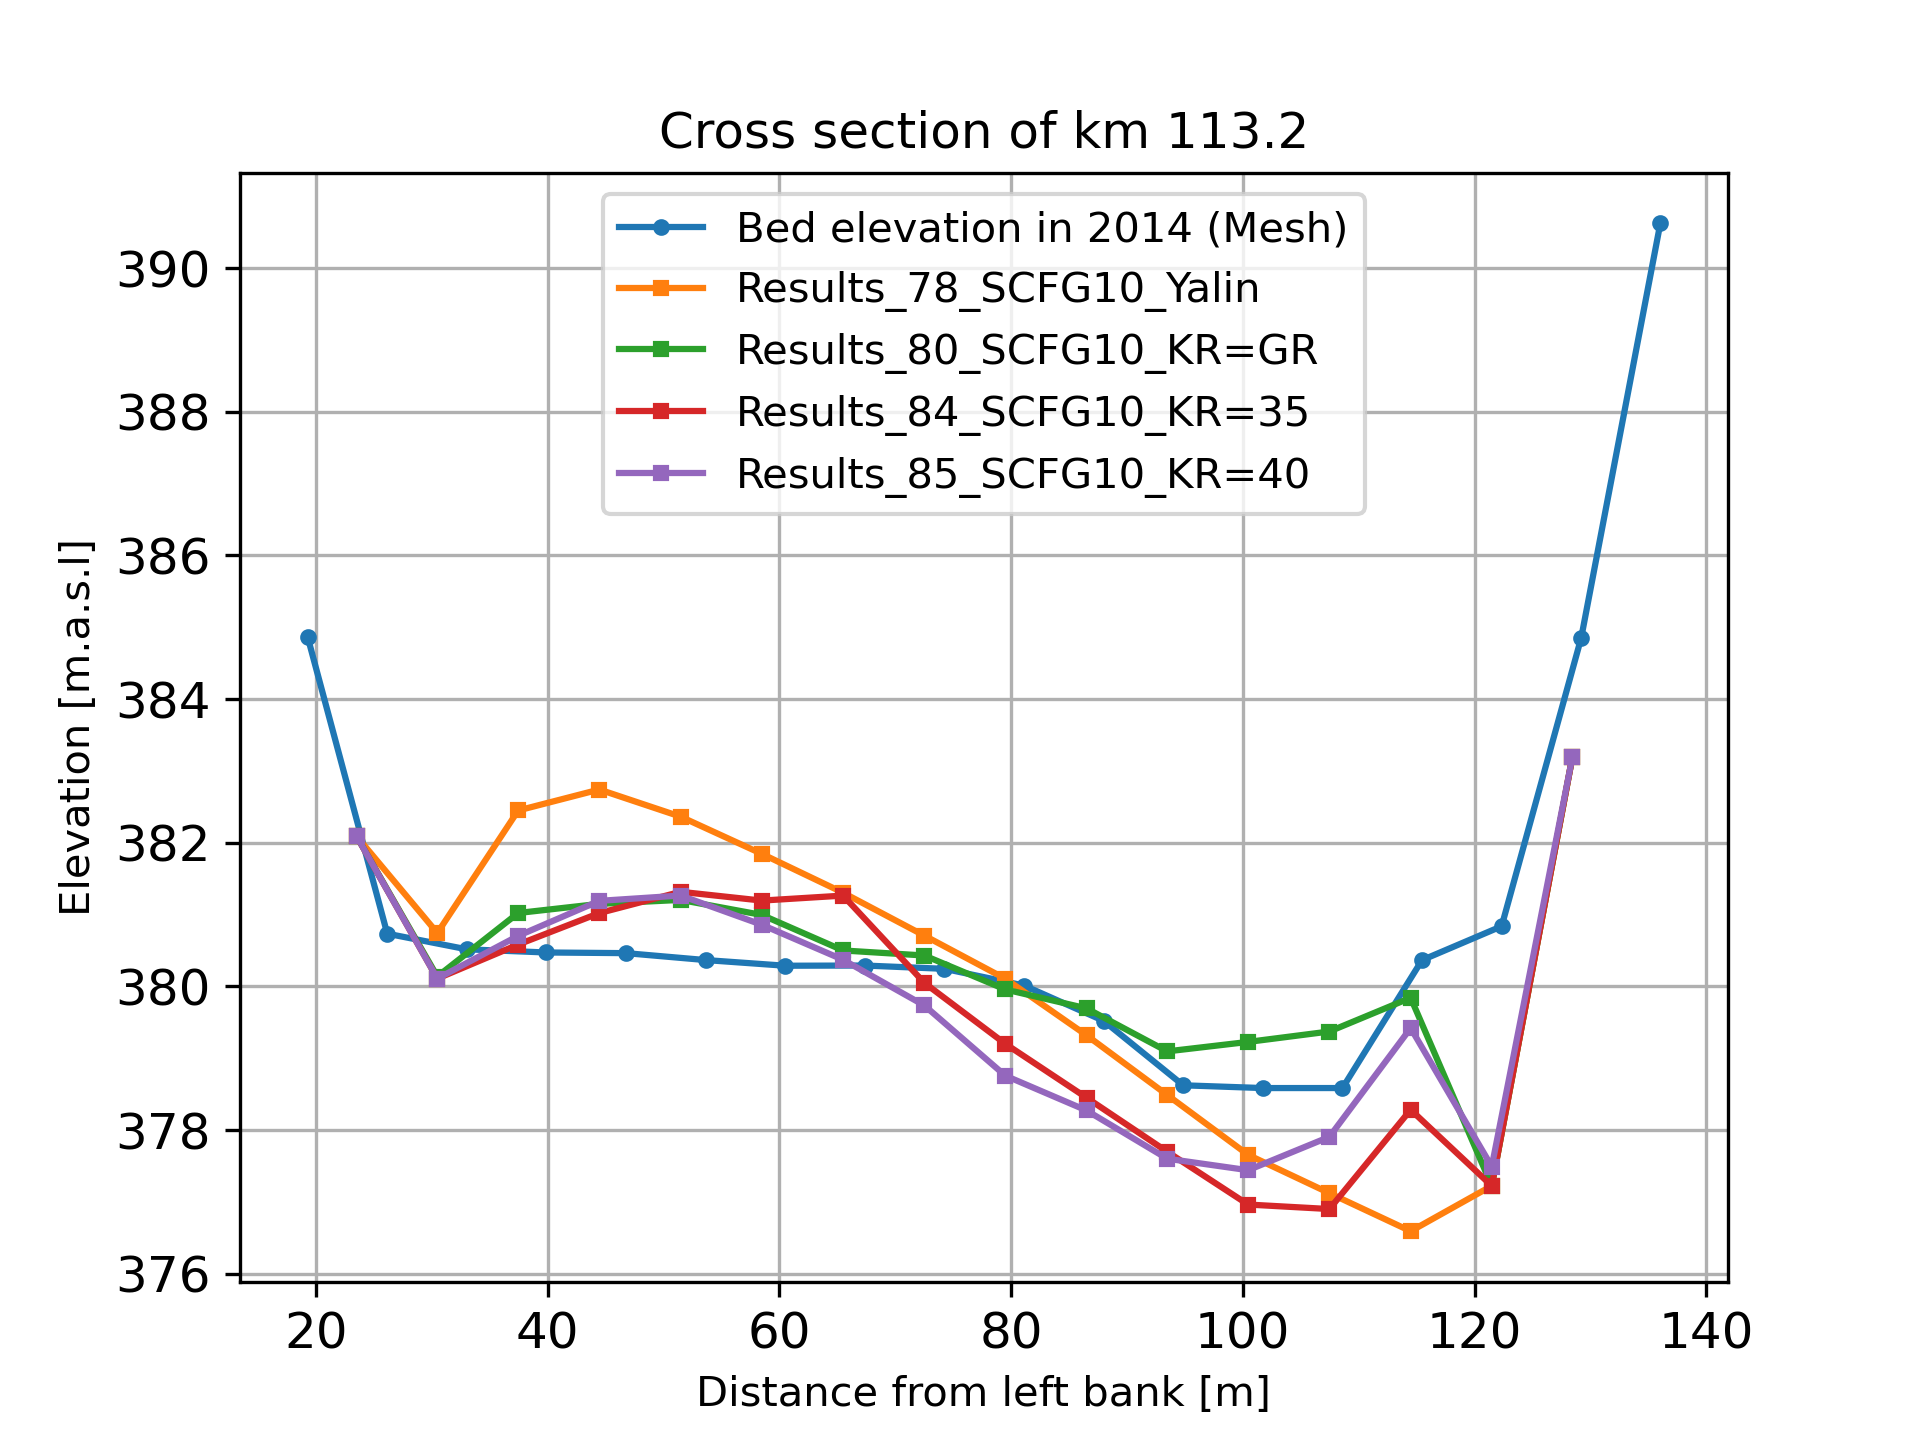 Cross section of km 113.2
Bed elevation in 2014 (Mesh)
Results_78_SCFG10_Yalin
Results_80_SCFG10_KR=GR
Results_84_SCFG10_KR=35
Results_85_SCFG10_KR=40
390
388
386
384
382
380
378
376
Elevation [m.a.s.l]
20 40 60 80 100 120 140
Distance from left bank [m]